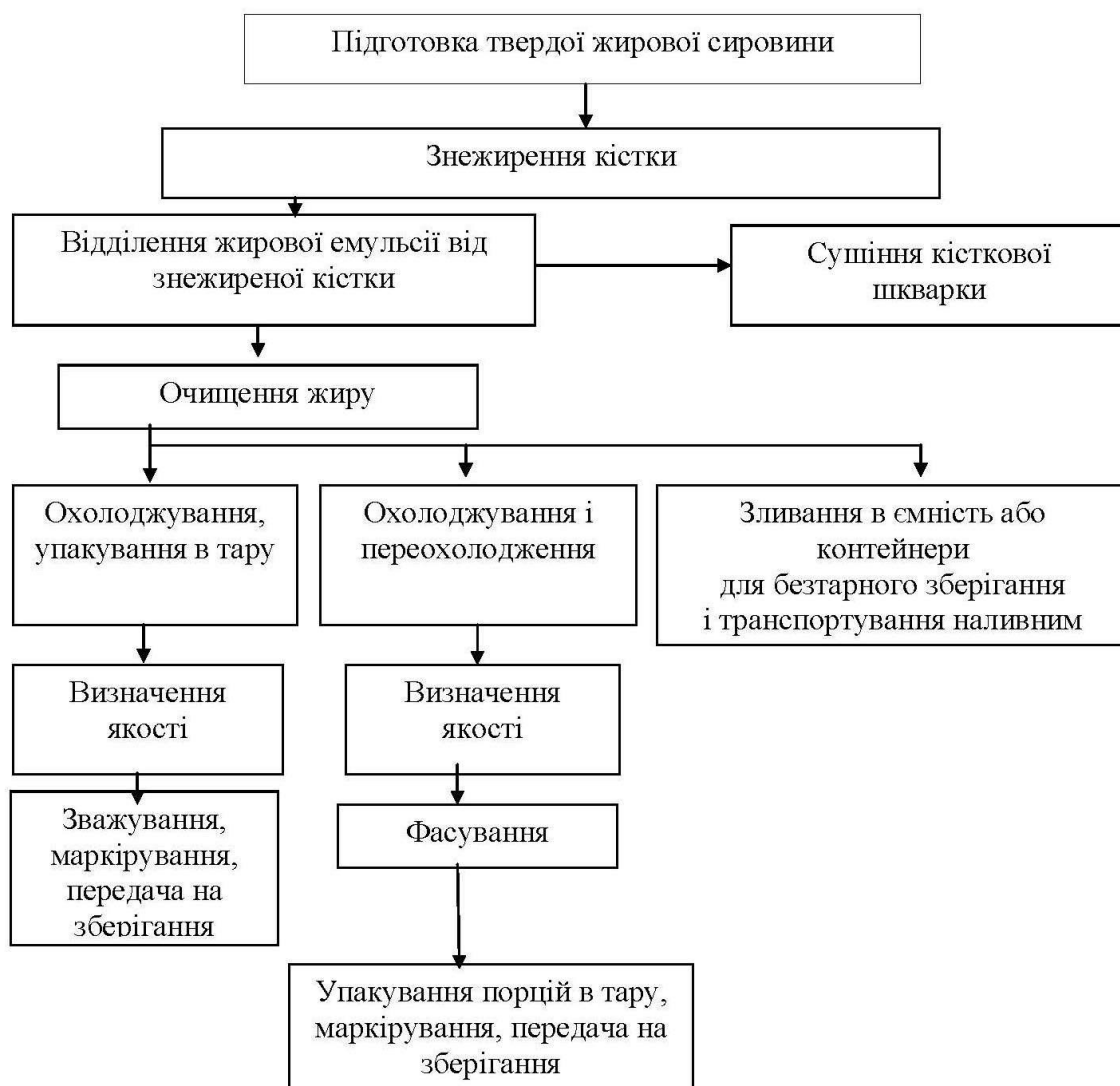 Підготовка твердої жирової сировини
Знежирення кістки
Відділення жирової емульсії від
знежиреної кістки
Сушіння кісткової
шкварки
Очищення жиру
Охолоджування,
упакування в тару
Охолоджування і
переохолодження
Зливання в ємність або
контейнери
для безтарного зберігання
і транспортування наливним
Визначення
якості
Визначення
якості
Зважування,
маркірування,
передача на
зберігання
Фасування
Упакування порцій в тару,
маркірування, передача на
зберігання